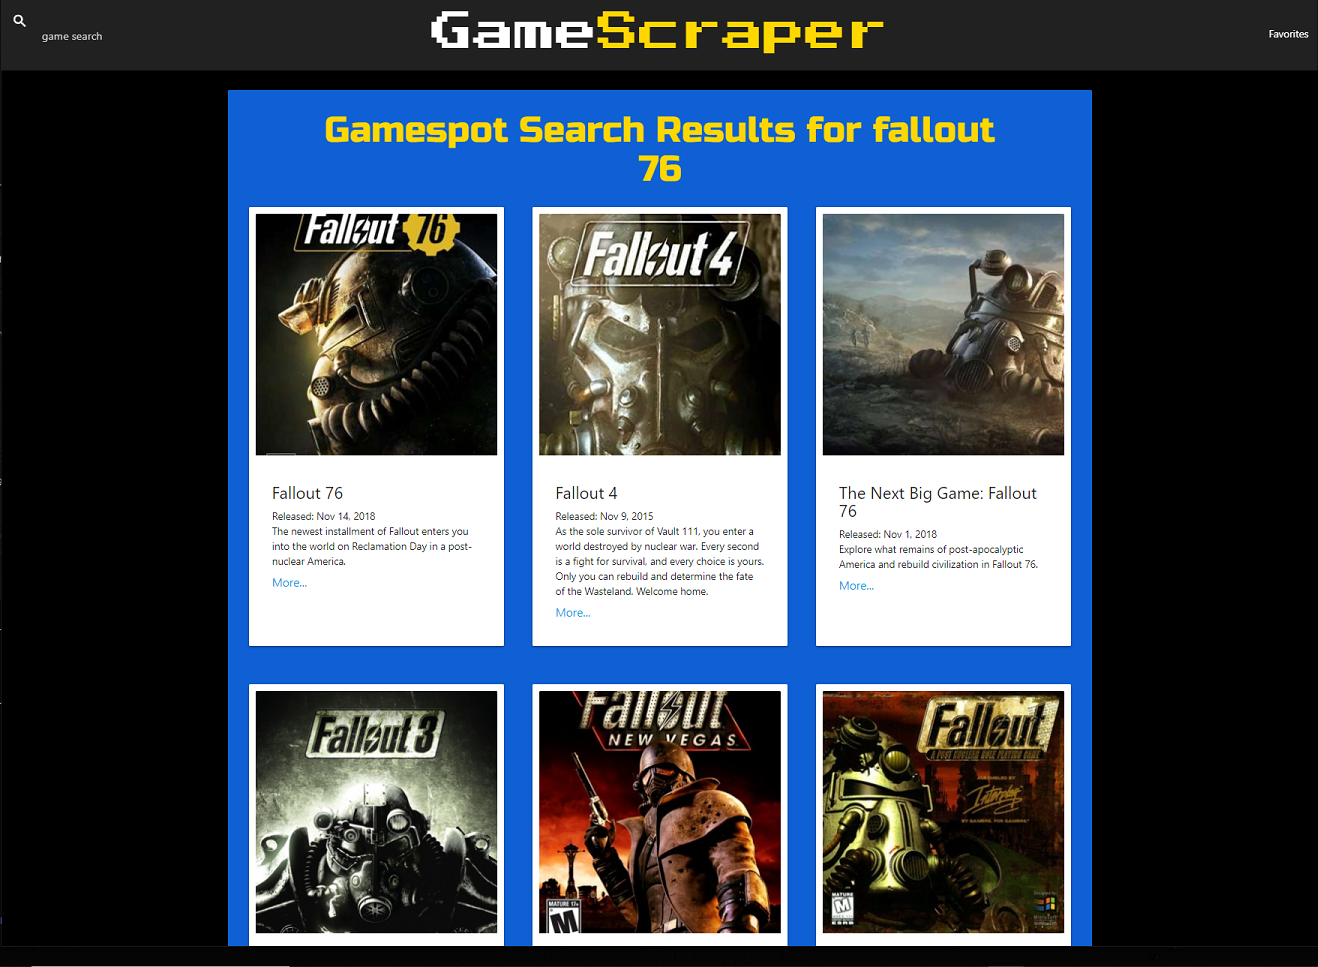 game search
GameScraper
Favorites
Gamespot Search Results for fallout
76
Fallout 76
Fallout 4
Fallout 76
Released: Nov 14, 2018
The newest installment of Fallout enters you
into the world on Reclamation Day in a post-
nuclear America.
More...
Fallout 4
Released: Nov 9, 2015
As the sole survivor of Vault 111, you enter a
world destroyed by nuclear war. Every second
is a fight for survival, and every choice is yours.
Only you can rebuild and determine the fate
of the Wasteland. Welcome home.
More...
The Next Big Game: Fallout
76
Released: Nov 1, 2018
Explore what remains of post-apocalyptic
America and rebuild civilization in Fallout 76.
More...
Fallout 3
Fallout
NEW VEGAS
MATURE 17+
M
Fallout
A POST NUCLEAR ROLE PLAYING GAME
Interplay
BY GAMERS. FOR GAMERS.
MATURE
M
ESRB